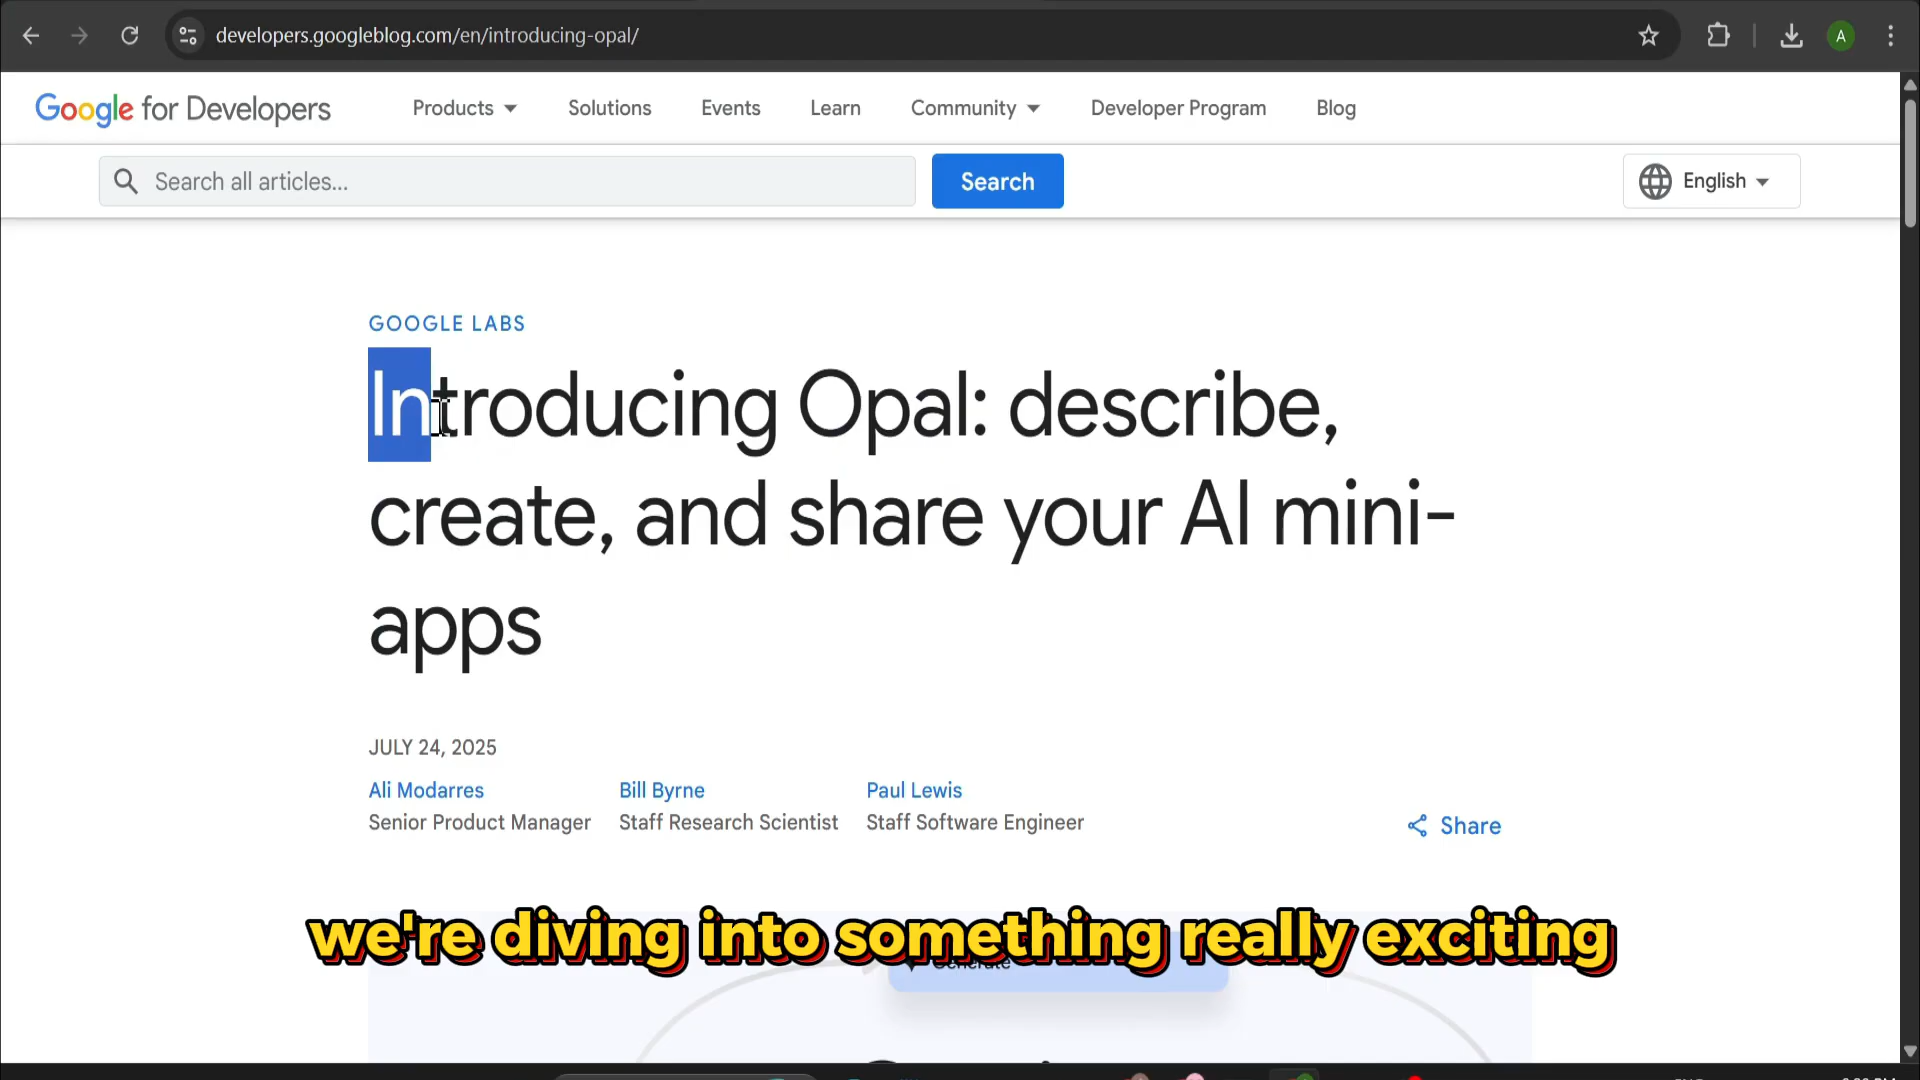 developers.googleblog.com/en/introducing-opal/
A
Google for Developers
Products
Solutions
Events
Learn
Community
Developer Program
Blog
Search all articles...
Search
English
GOOGLE LABS
Introducing Opal: describe,
create, and share your AI mini-
apps
JULY 24, 2025
Ali Modarres
Senior Product Manager
Bill Byrne
Staff Research Scientist
Paul Lewis
Staff Software Engineer
Share
we're diving into something really exciting
Generate